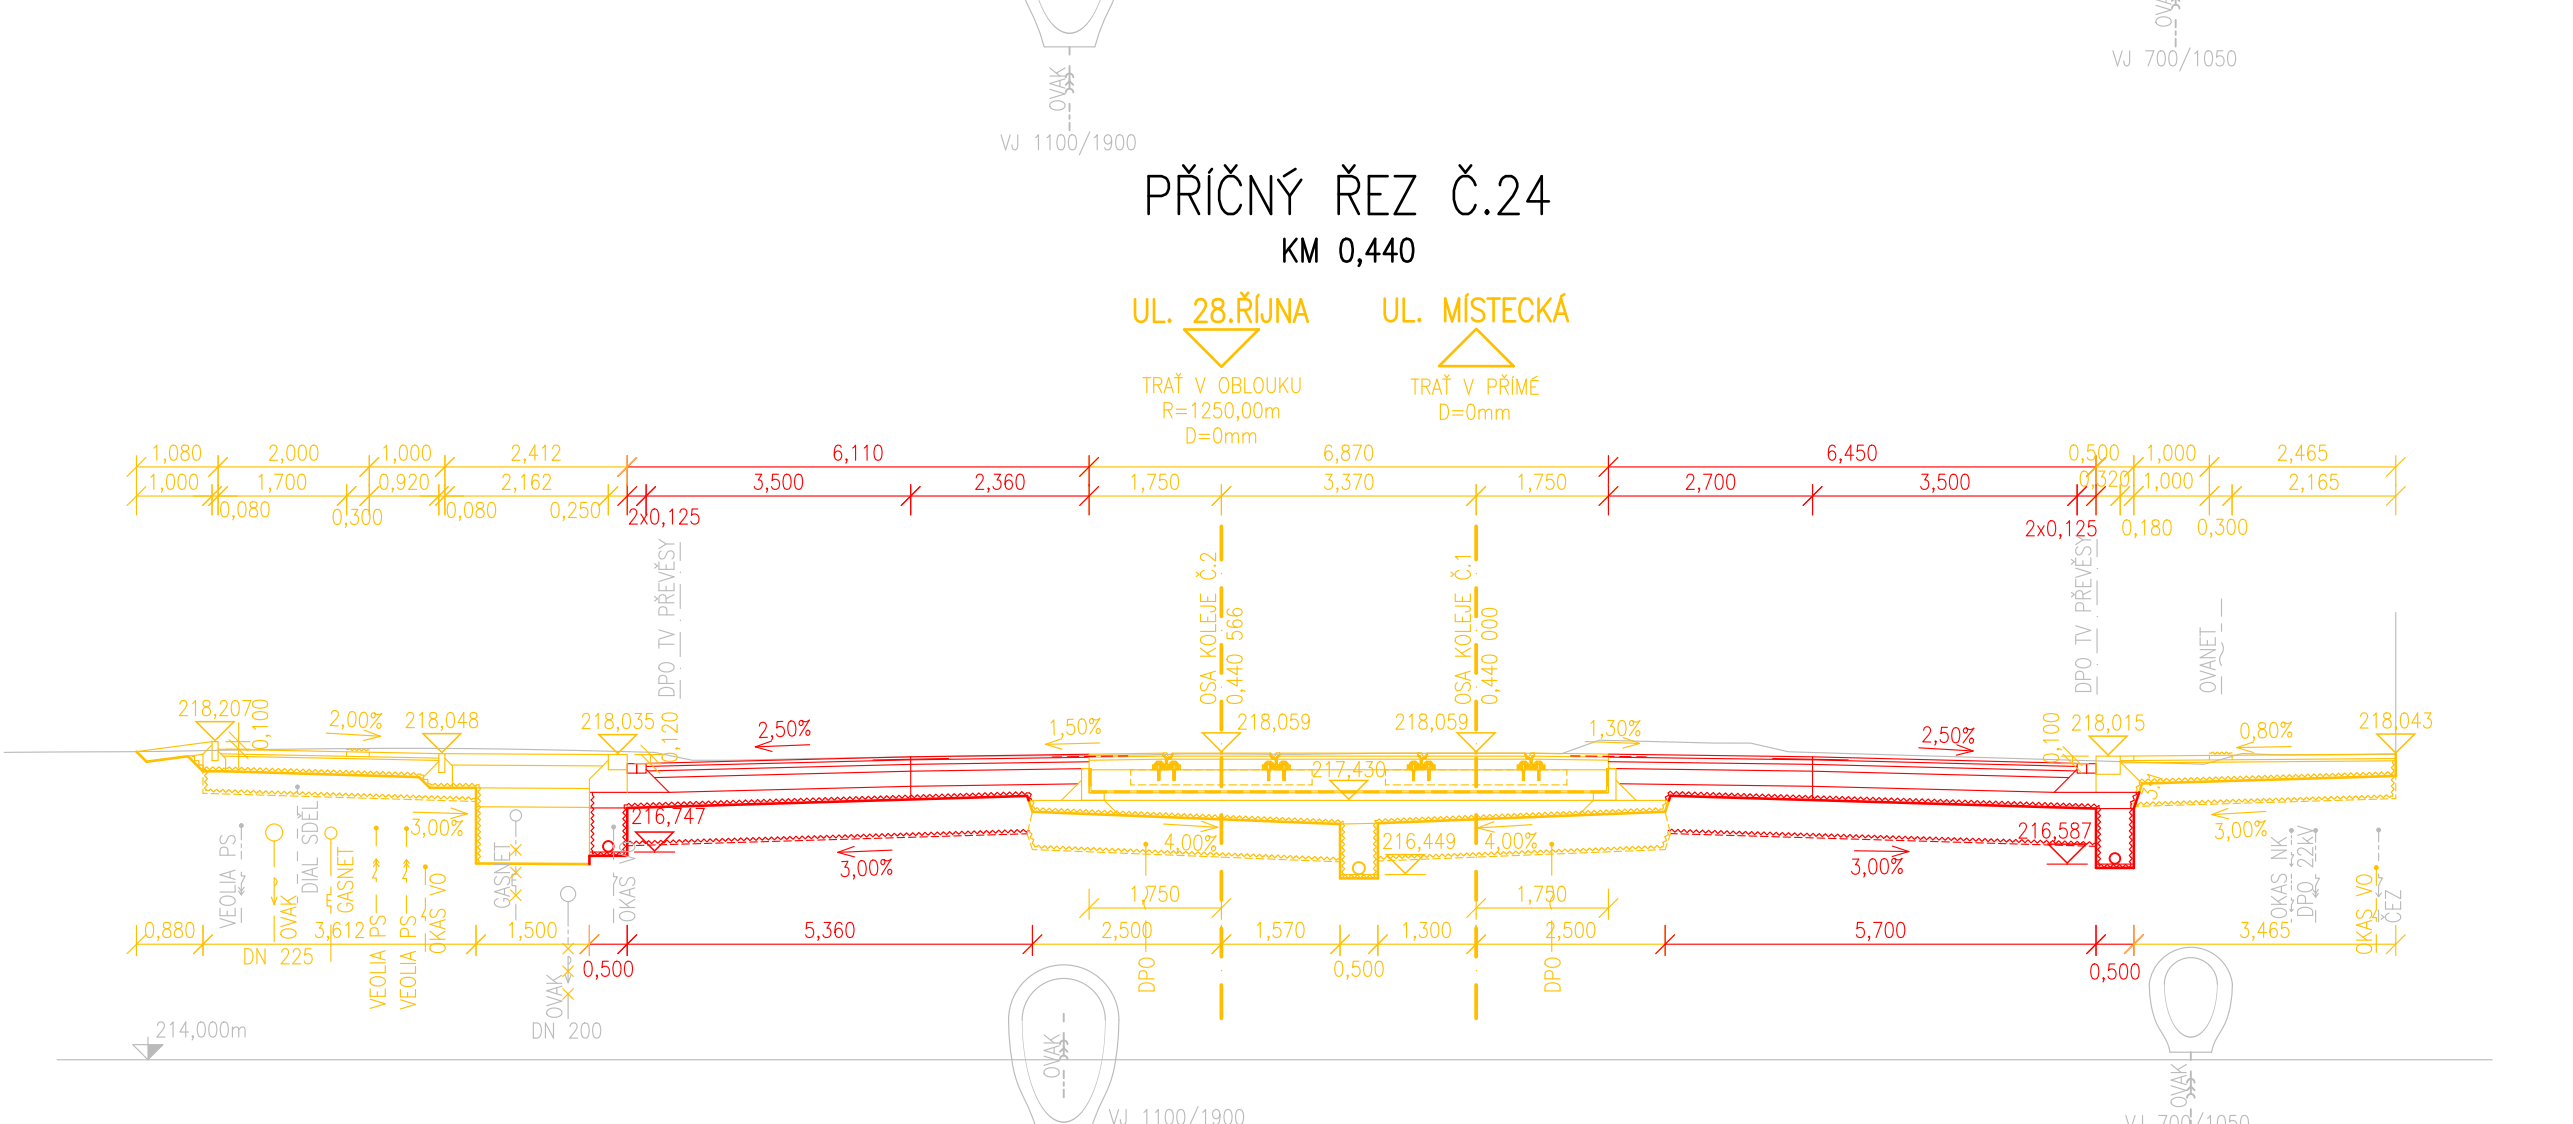 OVAK
VJ 1100/1900
VJ 700/1050
PŘÍČNÝ ŘEZ Č.24
KM 0,440
UL. 28.ŘÍJNA
UL. MÍSTECKÁ
TRAŤ V OBLOUKU
R=1250,00m
D=0mm
TRAŤ V PŘÍMÉ
D=0mm
1,080 2,000 1,000 2,412 6,110 6,870 6,450 0,500 1,000 2,465
1,000 1,700 0,920 2,162 3,500 2,360 1,750 3,370 1,750 2,700 3,500 0,320 1,000 2,165
0,080 0,300 0,080 0,250 2x0,125 2x0,125 0,180 0,300
DPO TV PŘEVĚSY
OSA KOLEJE Č.2
0,440 566
OSA KOLEJE Č.1
0,440 000
DPO TV PŘEVĚSY
OVANET
218,207 0,100 2,00% 218,048 218,035 0,120 2,50% 1,50% 218,059 218,059 1,30% 2,50% 0,100 218,015 0,80% 218,043
217,430
3,00% 216,747 3,00% 4,00% 216,449 4,00% 3,00% 216,587 3,00%
VEOLIA PS
OVAK
DN 225
DIAL SDĚL
GASNET
VEOLIA PS
VEOLIA PS
OKAS VO
GASNET
OVAK
DN 200
1,750 1,750
OKAS NK
DPO 22kV
OKAS VO
ČEZ
0,880 3,612 1,500 5,360 2,500 1,570 1,300 2,500 5,700 3,465
0,500 0,500 0,500
DPO
DPO
214,000m
OVAK
VJ 1100/1900
OVAK
VJ 700/1050